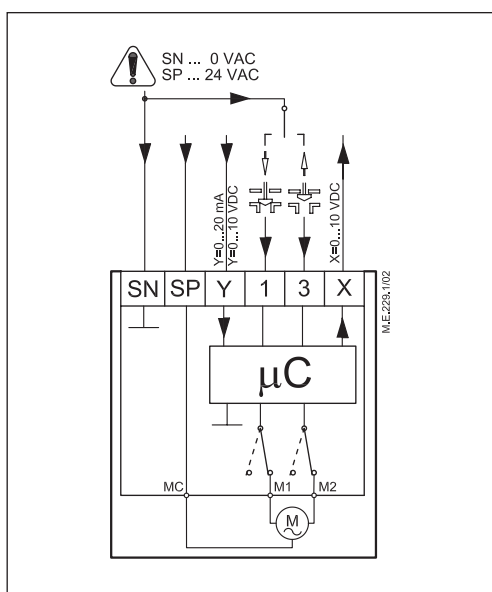 SN ... 0 VAC
SP ... 24 VAC
Y=0...20 mA
Y=0...10 VDC
X=0...10 VDC
SN SP Y 1 3 X
M.E.229.1/02
µC
MC M1 M2
M